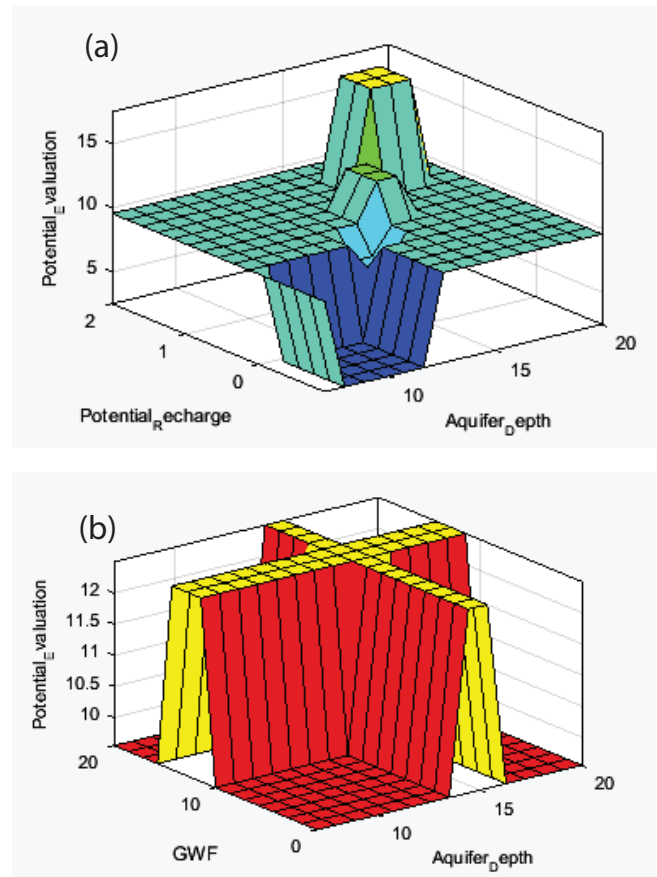 (a)
15
10
5
2
1
0
10
15
20
Potential_Evaluation
Potential_Recharge
Aquifer_Depth
(b)
12
11.5
11
10.5
10
20
10
0
10
15
20
Potential_Evaluation
GWF
Aquifer_Depth